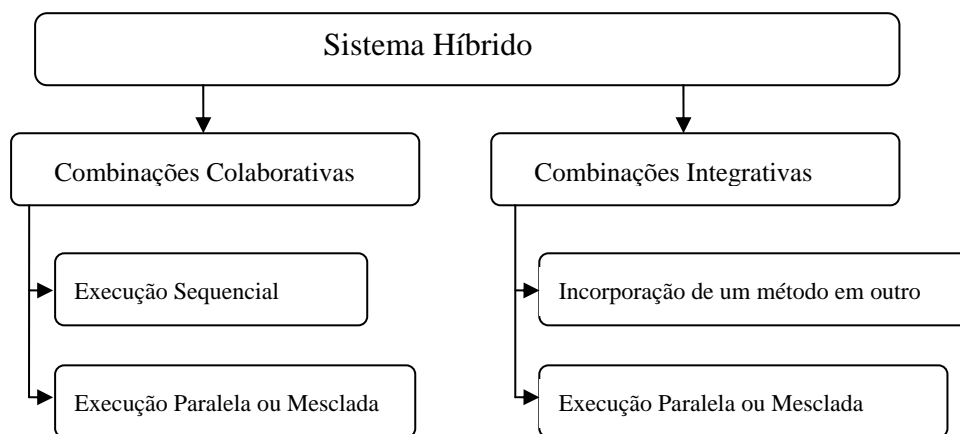 Sistema Híbrido
Combinações Colaborativas
Combinações Integrativas
Execução Sequencial
Incorporação de um método em outro
Execução Paralela ou Mesclada
Execução Paralela ou Mesclada